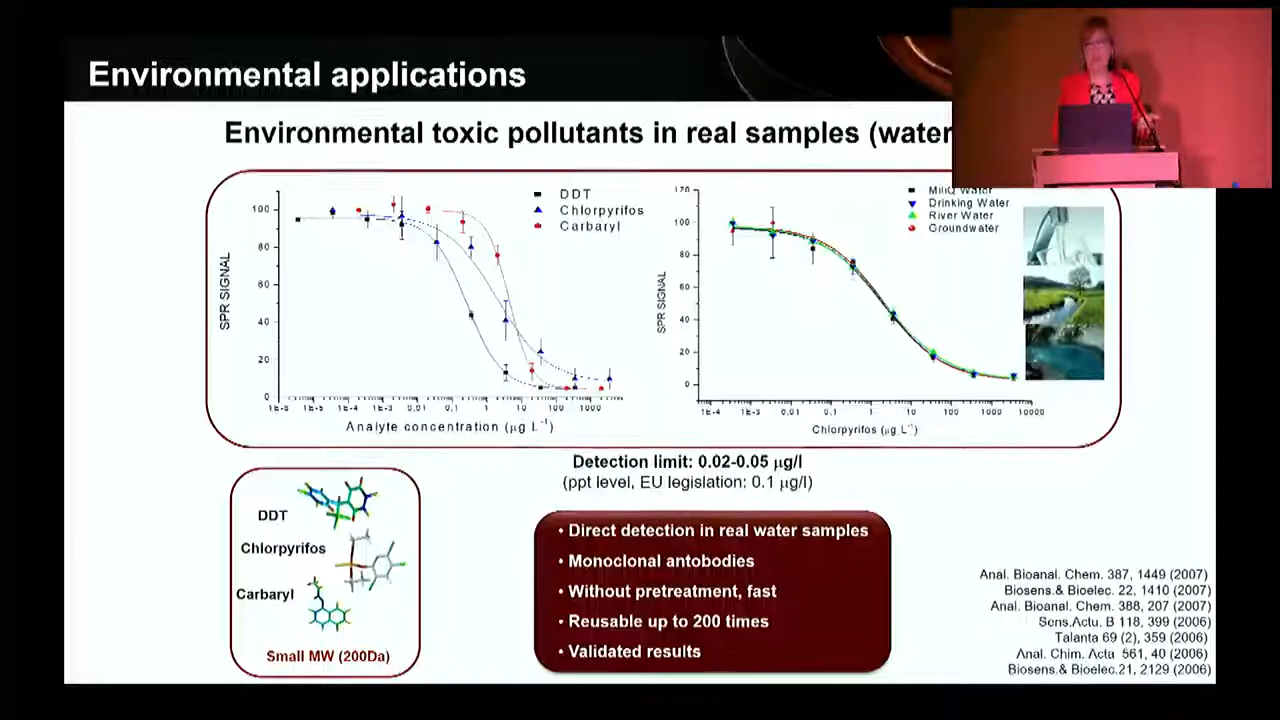 Environmental applications
Environmental toxic pollutants in real samples (water
DDT
Chlorpyrifos
Carbaryl
SPR SIGNAL
100
80
60
40
20
0
1E-6
1E-5
1E-4
1E-3
0,01
0,1
1
10
100
1000
Analyte concentration (µg L⁻¹)
MiliQ Water
Drinking Water
River Water
Groundwater
SPR SIGNAL
120
100
80
60
40
20
0
1E-4
1E-3
0,01
0,1
1
10
100
1000
10000
Chlorpyrifos (µg L⁻¹)
Detection limit: 0.02-0.05 µg/l
(ppt level, EU legislation: 0.1 µg/l)
DDT
Chlorpyrifos
Carbaryl
Small MW (200Da)
• Direct detection in real water samples
• Monoclonal antobodies
• Without pretreatment, fast
• Reusable up to 200 times
• Validated results
Anal. Bioanal. Chem. 387, 1449 (2007)
Biosens.& Bioelec. 22, 1410 (2007)
Anal. Bioanal. Chem. 388, 207 (2007)
Sens.Actu. B 118, 399 (2006)
Talanta 69 (2), 359 (2006)
Anal. Chim. Acta 561, 40 (2006)
Biosens.& Bioelec.21, 2129 (2006)